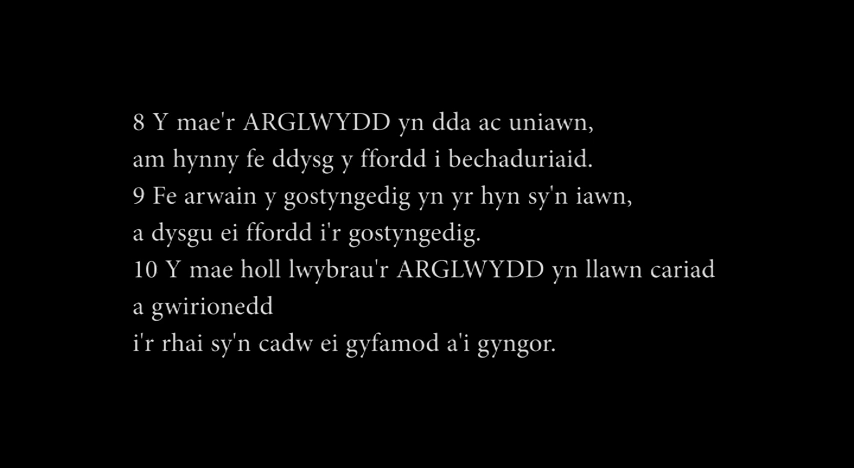 8 Y mae'r ARGLWYDD yn dda ac uniawn,
am hynny fe ddysg y ffordd i bechaduriaid.
9 Fe arwain y gostyngedig yn yr hyn sy'n iawn,
a dysgu ei ffordd i'r gostyngedig.
10 Y mae holl lwybrau'r ARGLWYDD yn llawn cariad
a gwirionedd
i'r rhai sy'n cadw ei gyfamod a'i gyngor.